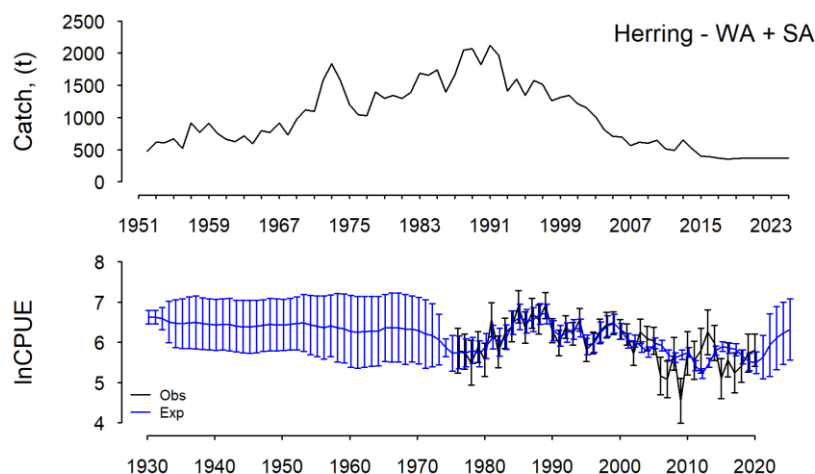 Herring - WA + SA
Catch, (t)
2500
2000
1500
1000
500
0
1951 1959 1967 1975 1983 1991 1999 2007 2015 2023
lnCPUE
8
7
6
5
4
Obs
Exp
1930 1940 1950 1960 1970 1980 1990 2000 2010 2020